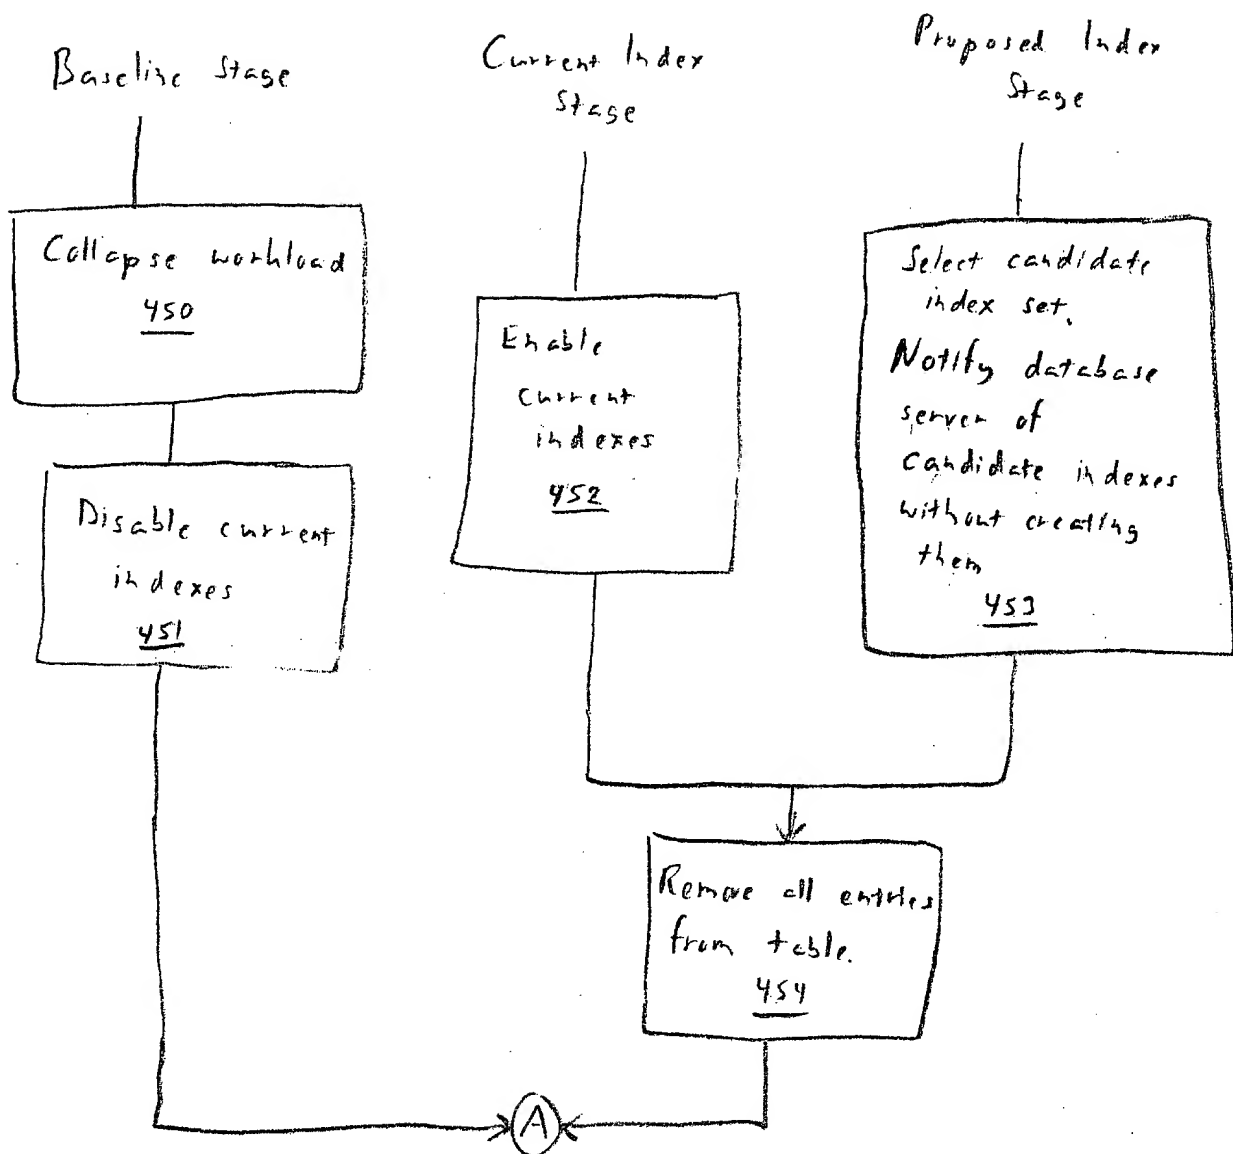 Baseline Stage
Current Index
Stage
Proposed Index
Stage
Collapse workload
450
Disable current
indexes
451
Enable
current
indexes
452
Select candidate
index set.
Notify database
server of
candidate indexes
without creating
them
453
Remove all entries
from table.
454
A